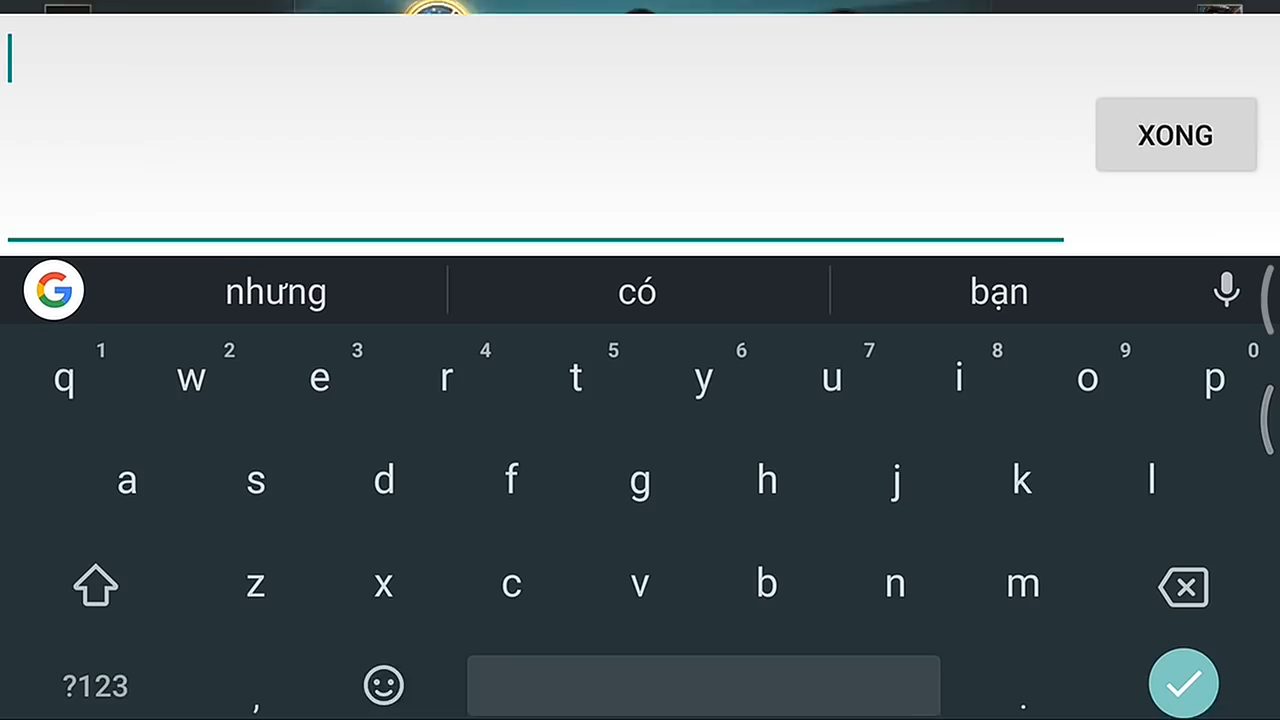 XONG
nhưng có bạn
1 2 3 4 5 6 7 8 9 0
q w e r t y u i o p
a s d f g h j k l
z x c v b n m
?123 , .